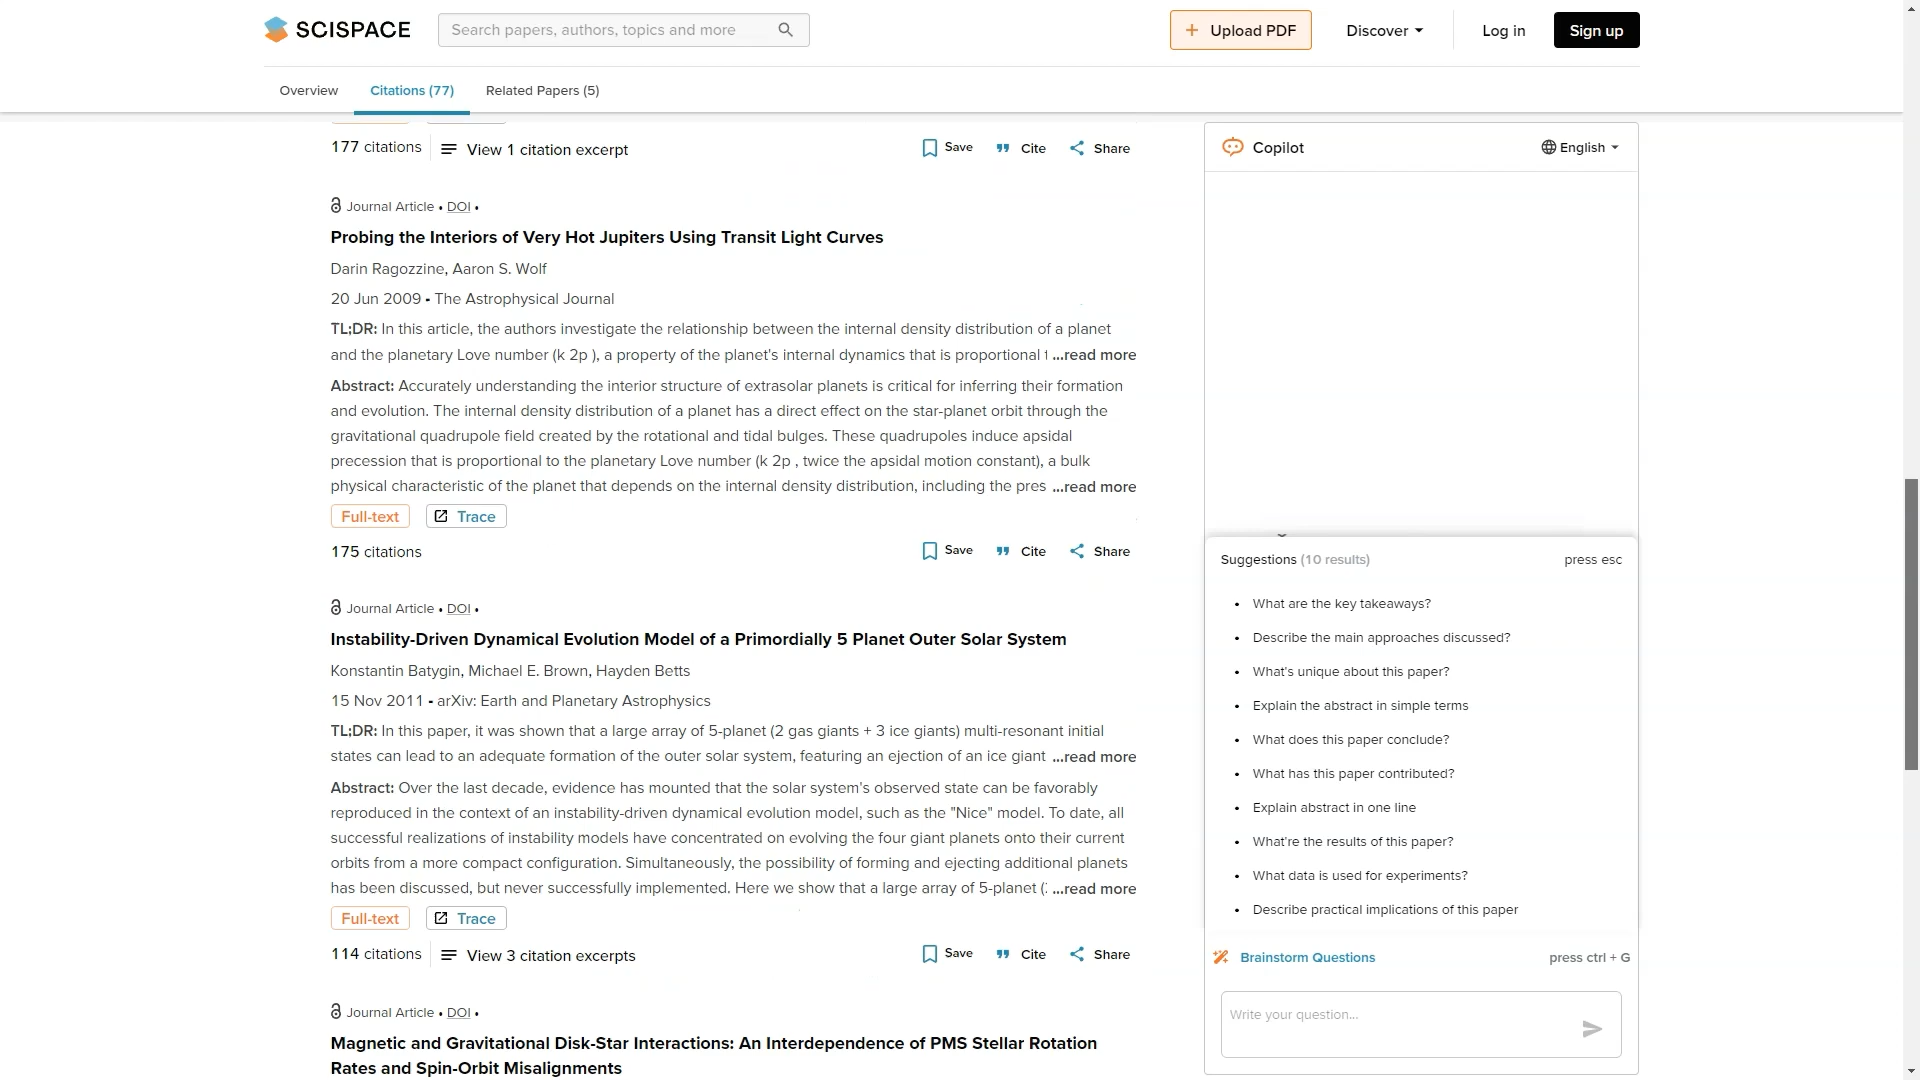 SCISPACE
Search papers, authors, topics and more
Upload PDF
Discover
Log in
Sign up
Overview
Citations (77)
Related Papers (5)
177 citations
View 1 citation excerpt
Save
Cite
Share
Journal Article • DOI •
Probing the Interiors of Very Hot Jupiters Using Transit Light Curves
Darin Ragozzine, Aaron S. Wolf
20 Jun 2009 • The Astrophysical Journal
TL;DR: In this article, the authors investigate the relationship between the internal density distribution of a planet
and the planetary Love number (k 2p ), a property of the planet's internal dynamics that is proportional ...read more
Abstract: Accurately understanding the interior structure of extrasolar planets is critical for inferring their formation
and evolution. The internal density distribution of a planet has a direct effect on the star-planet orbit through the
gravitational quadrupole field created by the rotational and tidal bulges. These quadrupoles induce apsidal
precession that is proportional to the planetary Love number (k 2p , twice the apsidal motion constant), a bulk
physical characteristic of the planet that depends on the internal density distribution, including the pres ...read more
Full-text
Trace
175 citations
Save
Cite
Share
Journal Article • DOI •
Instability-Driven Dynamical Evolution Model of a Primordially 5 Planet Outer Solar System
Konstantin Batygin, Michael E. Brown, Hayden Betts
15 Nov 2011 • arXiv: Earth and Planetary Astrophysics
TL;DR: In this paper, it was shown that a large array of 5-planet (2 gas giants + 3 ice giants) multi-resonant initial
states can lead to an adequate formation of the outer solar system, featuring an ejection of an ice giant ...read more
Abstract: Over the last decade, evidence has mounted that the solar system's observed state can be favorably
reproduced in the context of an instability-driven dynamical evolution model, such as the "Nice" model. To date, all
successful realizations of instability models have concentrated on evolving the four giant planets onto their current
orbits from a more compact configuration. Simultaneously, the possibility of forming and ejecting additional planets
has been discussed, but never successfully implemented. Here we show that a large array of 5-planet ( ...read more
Full-text
Trace
114 citations
View 3 citation excerpts
Save
Cite
Share
Journal Article • DOI •
Magnetic and Gravitational Disk-Star Interactions: An Interdependence of PMS Stellar Rotation
Rates and Spin-Orbit Misalignments
Copilot
English
Suggestions (10 results)
press esc
• What are the key takeaways?
• Describe the main approaches discussed?
• What's unique about this paper?
• Explain the abstract in simple terms
• What does this paper conclude?
• What has this paper contributed?
• Explain abstract in one line
• What're the results of this paper?
• What data is used for experiments?
• Describe practical implications of this paper
Brainstorm Questions
press ctrl + G
Write your question...